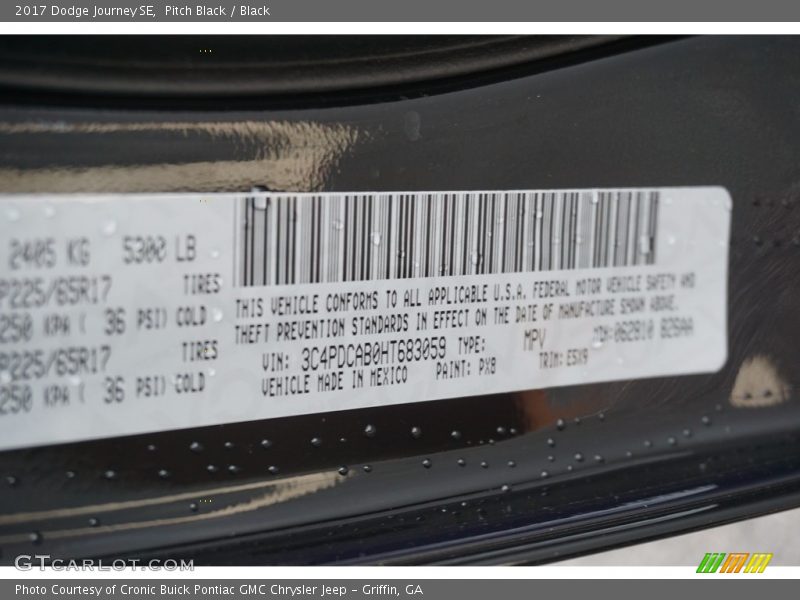 2017 Dodge Journey SE, Pitch Black / Black
2405 KG 5300 LB
P225/65R17 TIRES
250 KPA ( 36 PSI) COLD
P225/65R17 TIRES
250 KPA ( 36 PSI) COLD
THIS VEHICLE CONFORMS TO ALL APPLICABLE U.S.A. FEDERAL MOTOR VEHICLE SAFETY AND
THEFT PREVENTION STANDARDS IN EFFECT ON THE DATE OF MANUFACTURE SHOWN ABOVE.
VIN: 3C4PDCAB0HT683059 TYPE: MPV MDH:062810
VEHICLE MADE IN MEXICO PAINT: PX8 TRIM:
GTCARLOT.COM
Photo Courtesy of Cronic Buick Pontiac GMC Chrysler Jeep – Griffin, GA